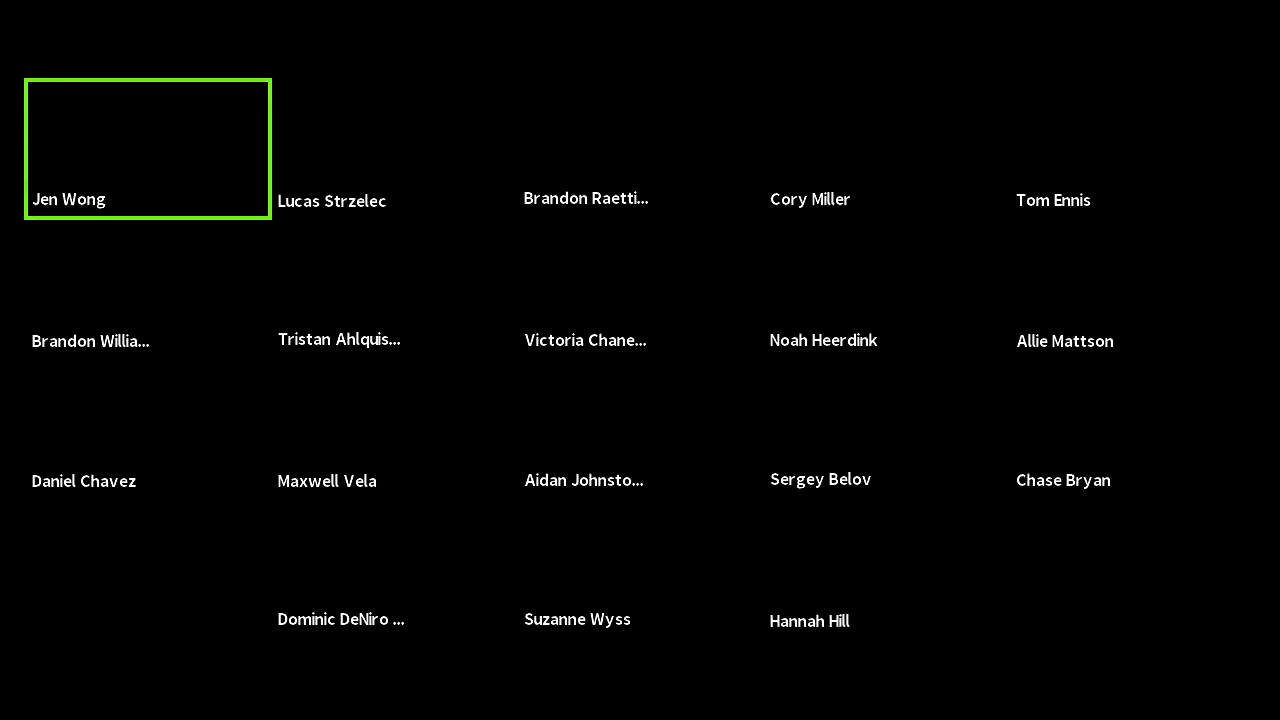 Jen Wong
Lucas Strzelec
Brandon Raetti...
Cory Miller
Tom Ennis
Brandon Willia...
Tristan Ahlquis...
Victoria Chane...
Noah Heerdink
Allie Mattson
Daniel Chavez
Maxwell Vela
Aidan Johnsto...
Sergey Belov
Chase Bryan
Dominic DeNiro ...
Suzanne Wyss
Hannah Hill